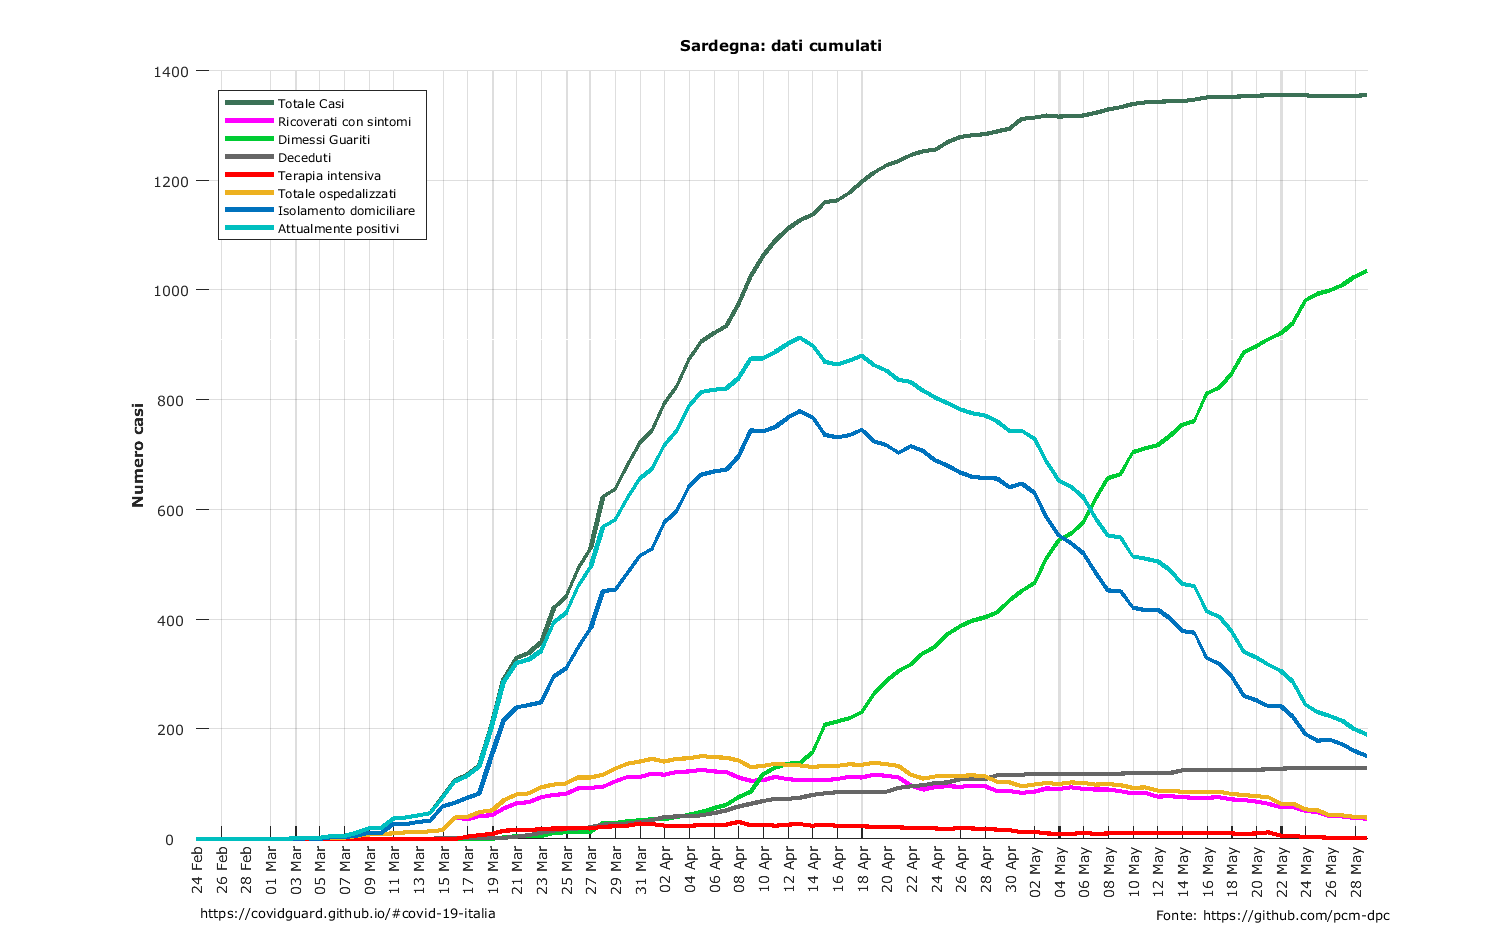 Sardegna: dati cumulati
1400
1200
1000
800
600
400
200
0
Numero casi
Totale Casi
Ricoverati con sintomi
Dimessi Guariti
Deceduti
Terapia intensiva
Totale ospedalizzati
Isolamento domiciliare
Attualmente positivi
24 Feb
26 Feb
28 Feb
01 Mar
03 Mar
05 Mar
07 Mar
09 Mar
11 Mar
13 Mar
15 Mar
17 Mar
19 Mar
21 Mar
23 Mar
25 Mar
27 Mar
29 Mar
31 Mar
02 Apr
04 Apr
06 Apr
08 Apr
10 Apr
12 Apr
14 Apr
16 Apr
18 Apr
20 Apr
22 Apr
24 Apr
26 Apr
28 Apr
30 Apr
02 May
04 May
06 May
08 May
10 May
12 May
14 May
16 May
18 May
20 May
22 May
24 May
26 May
28 May
https://covidguard.github.io/#covid-19-italia
Fonte: https://github.com/pcm-dpc